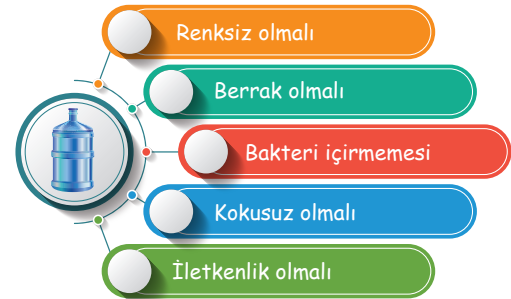 Renksiz olmalı
Berrak olmalı
Bakteri içirmemesi
Kokusuz olmalı
İletkenlik olmalı